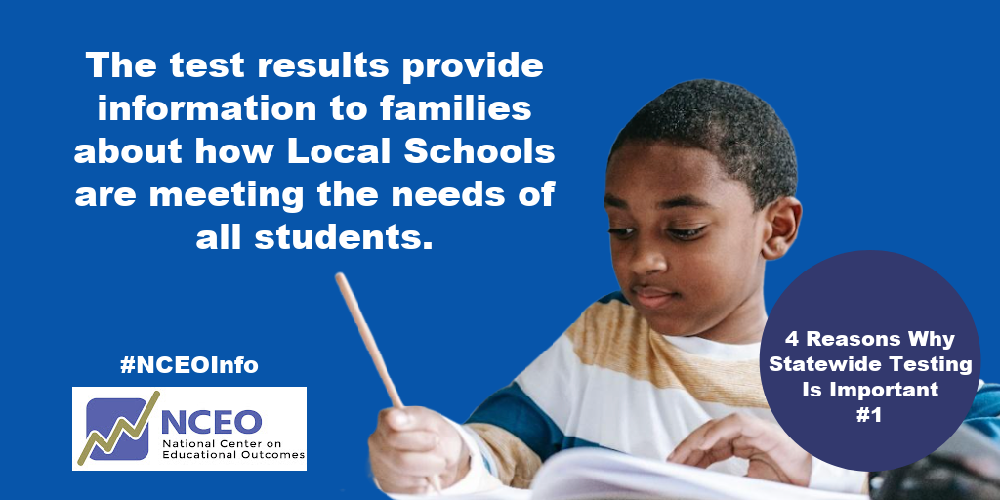 The test results provide
information to families
about how Local Schools
are meeting the needs of
all students.
#NCEOInfo
NCEO
National Center on
Educational Outcomes
4 Reasons Why
Statewide Testing
Is Important
#1